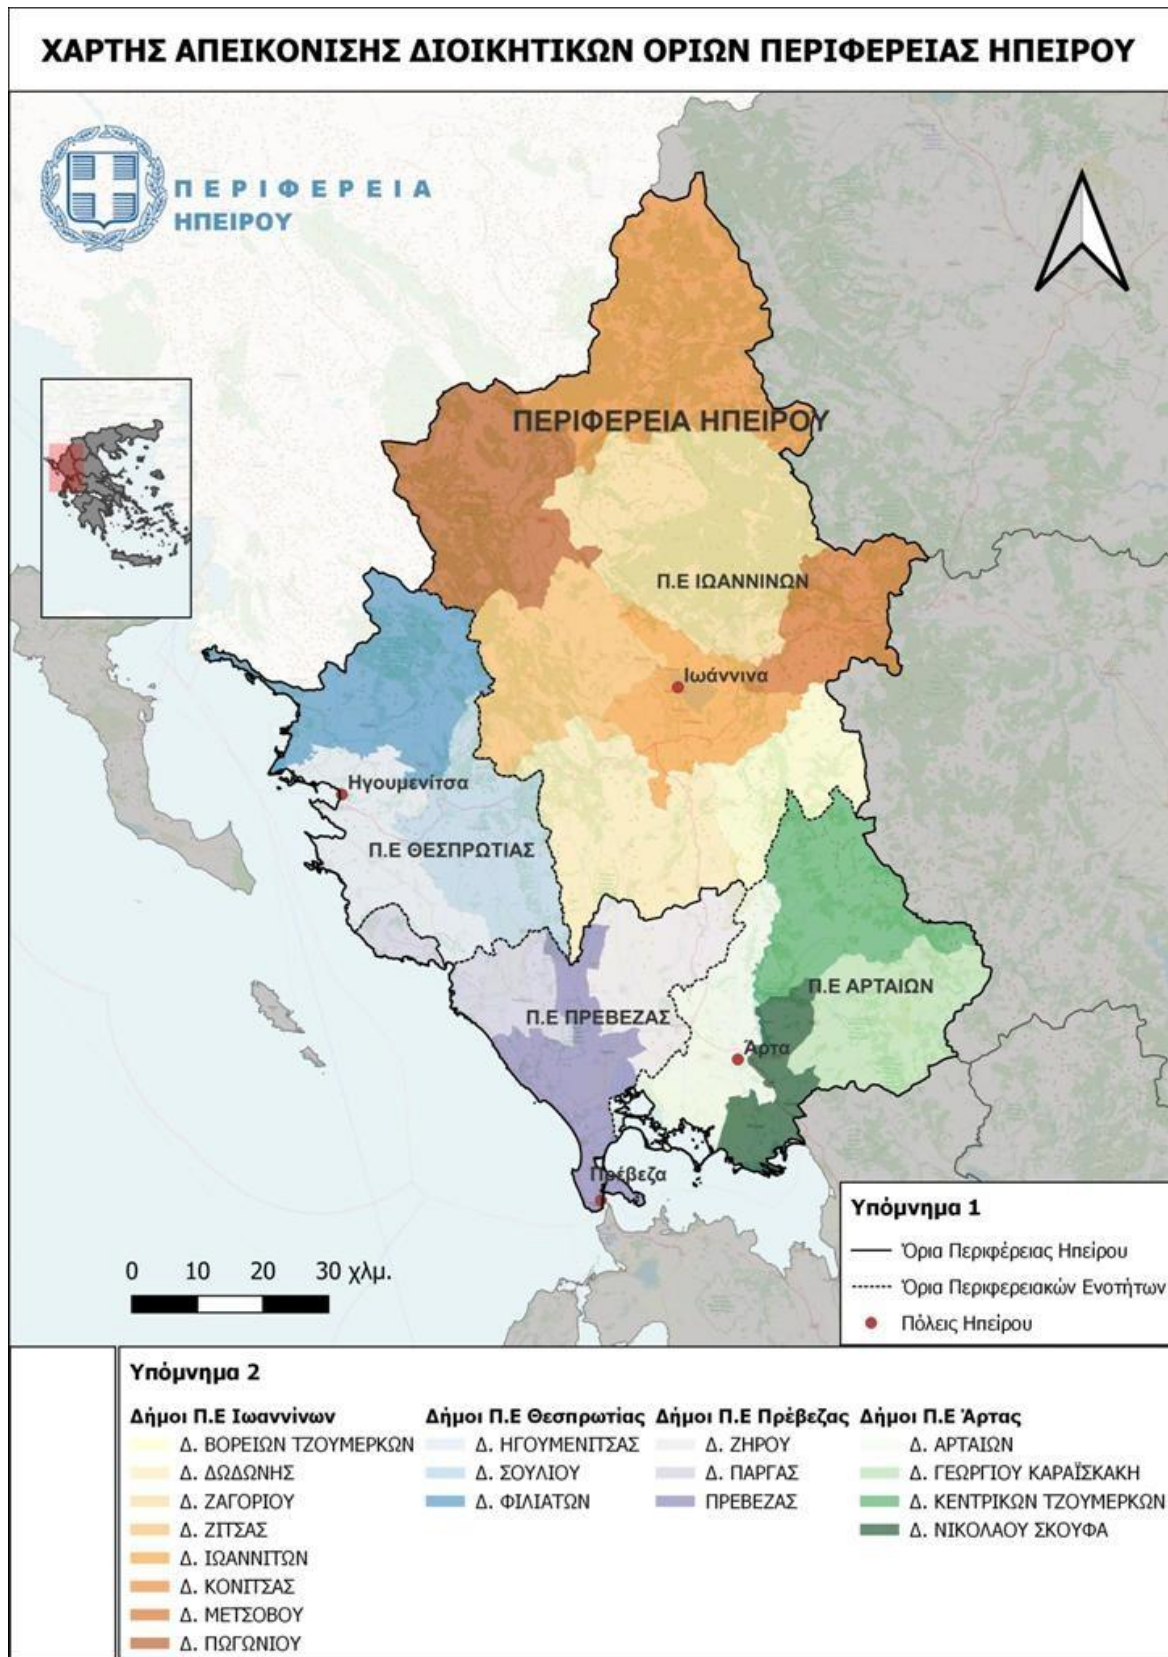 ΧΑΡΤΗΣ ΑΠΕΙΚΟΝΙΣΗΣ ΔΙΟΙΚΗΤΙΚΩΝ ΟΡΙΩΝ ΠΕΡΙΦΕΡΕΙΑΣ ΗΠΕΙΡΟΥ
ΠΕΡΙΦΕΡΕΙΑ
ΗΠΕΙΡΟΥ
ΠΕΡΙΦΕΡΕΙΑ ΗΠΕΙΡΟΥ
Π.Ε ΙΩΑΝΝΙΝΩΝ
Ιωάννινα
Ηγουμενίτσα
Π.Ε ΘΕΣΠΡΩΤΙΑΣ
Π.Ε ΑΡΤΑΙΩΝ
Π.Ε ΠΡΕΒΕΖΑΣ
Άρτα
Πρέβεζα
0 10 20 30 χλμ.
Υπόμνημα 1
Όρια Περιφέρειας Ηπείρου
Όρια Περιφερειακών Ενοτήτων
Πόλεις Ηπείρου
Υπόμνημα 2
Δήμοι Π.Ε Ιωαννίνων
Δ. ΒΟΡΕΙΩΝ ΤΖΟΥΜΕΡΚΩΝ
Δ. ΔΩΔΩΝΗΣ
Δ. ΖΑΓΟΡΙΟΥ
Δ. ΖΙΤΣΑΣ
Δ. ΙΩΑΝΝΙΤΩΝ
Δ. ΚΟΝΙΤΣΑΣ
Δ. ΜΕΤΣΟΒΟΥ
Δ. ΠΩΓΩΝΙΟΥ
Δήμοι Π.Ε Θεσπρωτίας
Δ. ΗΓΟΥΜΕΝΙΤΣΑΣ
Δ. ΣΟΥΛΙΟΥ
Δ. ΦΙΛΙΑΤΩΝ
Δήμοι Π.Ε Πρέβεζας
Δ. ΖΗΡΟΥ
Δ. ΠΑΡΓΑΣ
ΠΡΕΒΕΖΑΣ
Δήμοι Π.Ε Άρτας
Δ. ΑΡΤΑΙΩΝ
Δ. ΓΕΩΡΓΙΟΥ ΚΑΡΑΪΣΚΑΚΗ
Δ. ΚΕΝΤΡΙΚΩΝ ΤΖΟΥΜΕΡΚΩΝ
Δ. ΝΙΚΟΛΑΟΥ ΣΚΟΥΦΑ